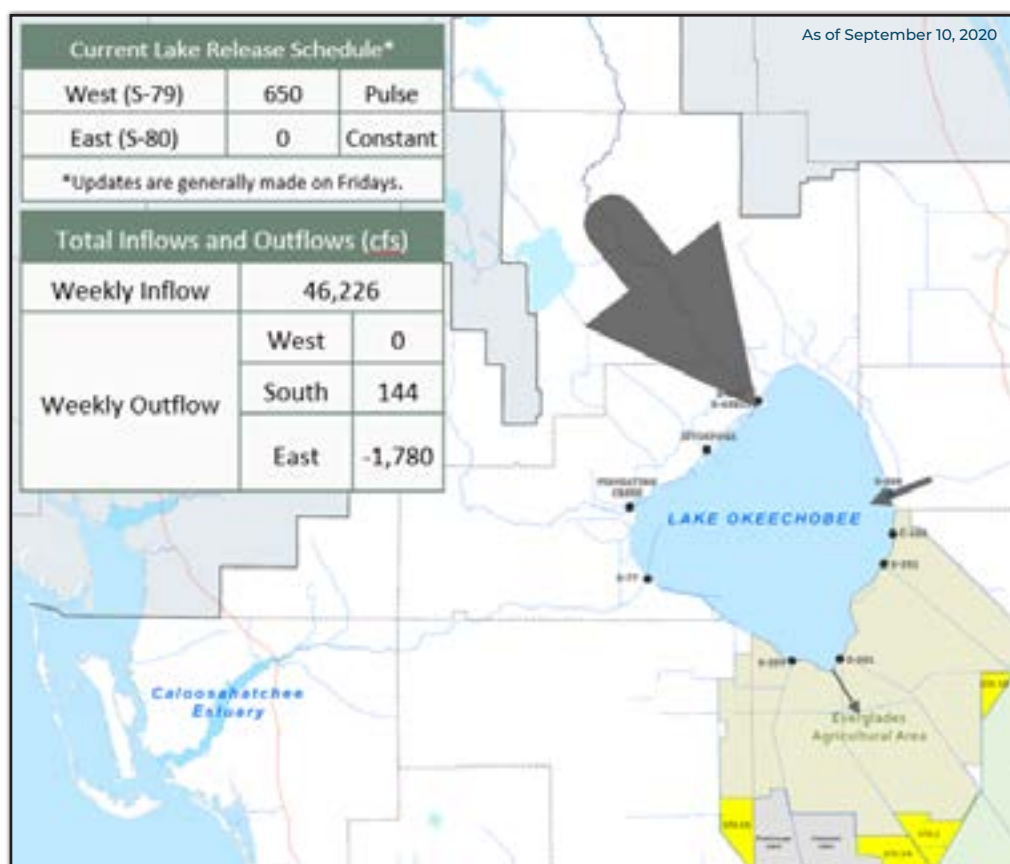 As of September 10, 2020
Current Lake Release Schedule*
West (S-79) 650 Pulse
East (S-80) 0 Constant
*Updates are generally made on Fridays.
Total Inflows and Outflows (cfs)
Weekly Inflow 46,226
Weekly Outflow
West 0
South 144
East -1,780
LAKE OKEECHOBEE
S-77
Caloosahatchee
Estuary
Everglades
Agricultural Area